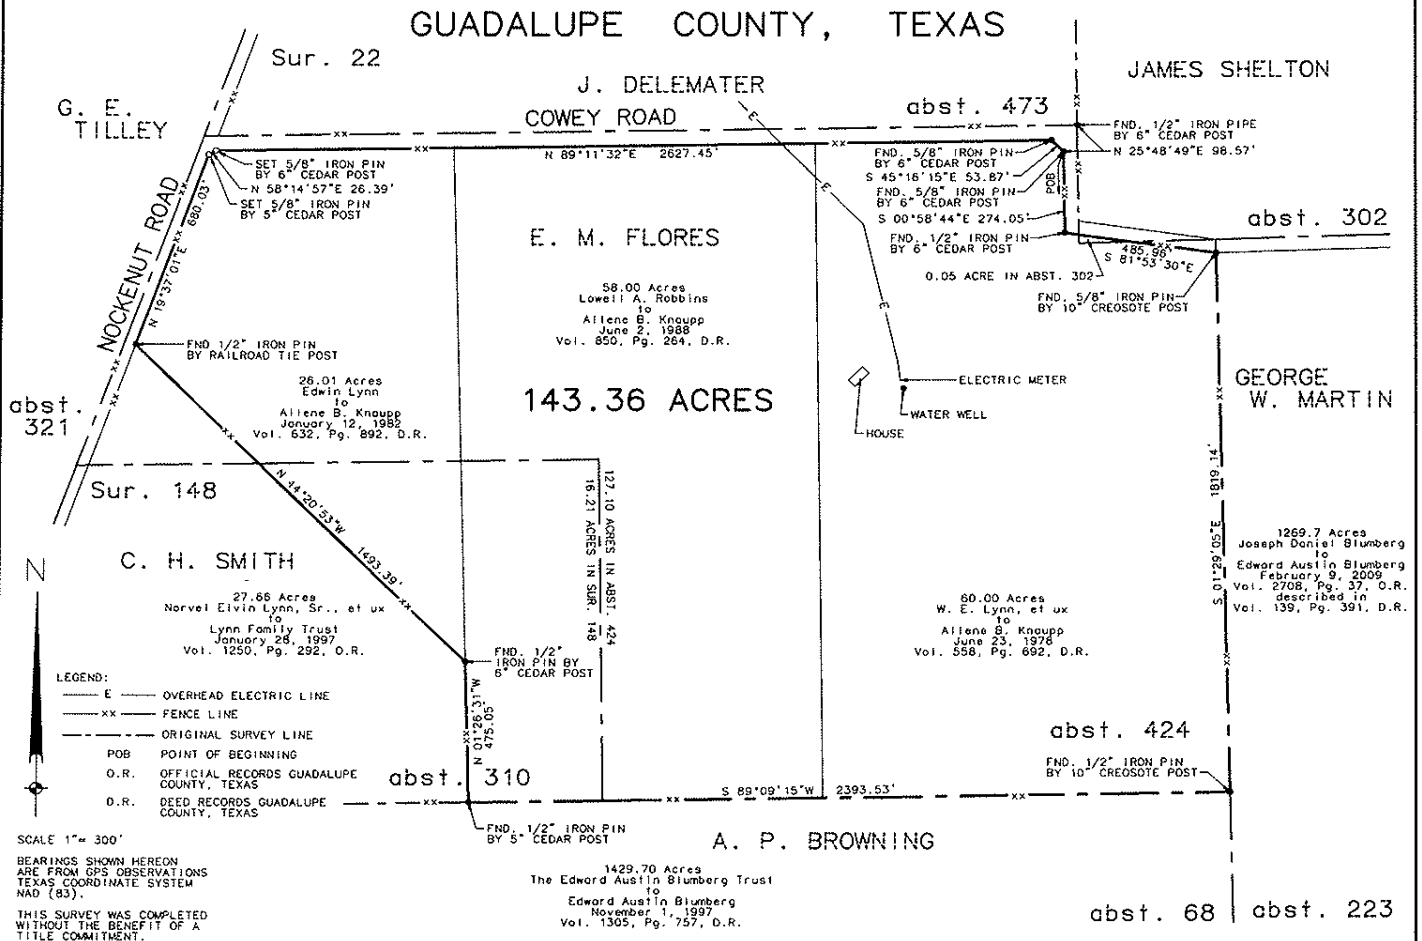 GUADALUPE COUNTY, TEXAS
Sur. 22
J. DELEMATER
JAMES SHELTON
G. E.
TILLEY
COWEY ROAD
abst. 473
FND. 1/2" IRON PIPE
BY 6" CEDAR POST
N 25°48'49"E 98.57'
N 89°11'32"E 2627.45'
FND. 5/8" IRON PIN
BY 6" CEDAR POST
S 45°16'15"E 53.87'
FND. 5/8" IRON PIN
BY 6" CEDAR POST
POB
S 00°58'44"E 274.05'
FND. 1/2" IRON PIN
BY 6" CEDAR POST
SET 5/8" IRON PIN
BY 6" CEDAR POST
N 58°14'57"E 26.39'
SET 5/8" IRON PIN
BY 5" CEDAR POST
NOCKENUT ROAD
N 19°37'01"E 680.03'
E. M. FLORES
abst. 302
485.98'
S 81°53'30"E
0.05 ACRE IN ABST. 302
FND. 5/8" IRON PIN
BY 10" CREOSOTE POST
58.00 Acres
Lowell A. Robbins
to
Allene B. Knaupp
June 2, 1988
Vol. 850, Pg. 264, D.R.
FND 1/2" IRON PIN
BY RAILROAD TIE POST
26.01 Acres
Edwin Lynn
to
Allene B. Knaupp
January 12, 1982
Vol. 632, Pg. 892, D.R.
143.36 ACRES
ELECTRIC METER
WATER WELL
HOUSE
GEORGE
W. MARTIN
abst.
321
Sur. 148
N 44°20'53"W 1493.39'
127.10 ACRES IN ABST. 424
16.21 ACRES IN SUR. 148
S 01°29'05"E 1819.14'
1269.7 Acres
Joseph Daniel Blumberg
to
Edward Austin Blumberg
February 9, 2009
Vol. 2708, Pg. 37, O.R.
described in
Vol. 139, Pg. 391, D.R.
N
C. H. SMITH
27.66 Acres
Norvel Elvin Lynn, Sr., et ux
to
Lynn Family Trust
January 28, 1997
Vol. 1250, Pg. 292, O.R.
60.00 Acres
W. E. Lynn, et ux
to
Allene B. Knaupp
June 23, 1978
Vol. 558, Pg. 692, D.R.
FND. 1/2"
IRON PIN BY
6" CEDAR POST
N 01°26'31"W
475.05'
LEGEND:
E OVERHEAD ELECTRIC LINE
XX FENCE LINE
ORIGINAL SURVEY LINE
POB POINT OF BEGINNING
O.R. OFFICIAL RECORDS GUADALUPE
COUNTY, TEXAS
D.R. DEED RECORDS GUADALUPE
COUNTY, TEXAS
abst. 310
abst. 424
FND. 1/2" IRON PIN
BY 10" CREOSOTE POST
S 89°09'15"W 2393.53'
FND. 1/2" IRON PIN
BY 5" CEDAR POST
A. P. BROWNING
1429.70 Acres
The Edward Austin Blumberg Trust
to
Edward Austin Blumberg
November 1, 1997
Vol. 1305, Pg. 757, O.R.
abst. 68
abst. 223
SCALE 1"= 300'
BEARINGS SHOWN HEREON
ARE FROM GPS OBSERVATIONS
TEXAS COORDINATE SYSTEM
NAD (83).
THIS SURVEY WAS COMPLETED
WITHOUT THE BENEFIT OF A
TITLE COMMITMENT.